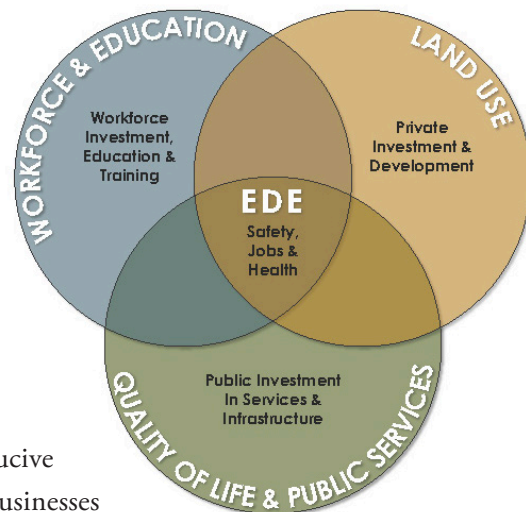 WORKFORCE & EDUCATION
Workforce
Investment,
Education &
Training
LAND USE
Private
Investment &
Development
EDE
Safety,
Jobs &
Health
Public Investment
In Services &
Infrastructure
QUALITY OF LIFE & PUBLIC SERVICES
usinesses